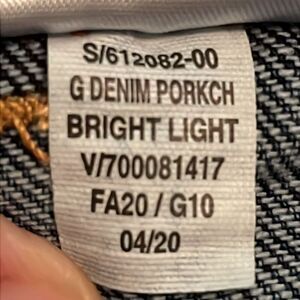 S/612082-00
G DENIM PORKCH
BRIGHT LIGHT
V/700081417
FA20 / G10
04/20